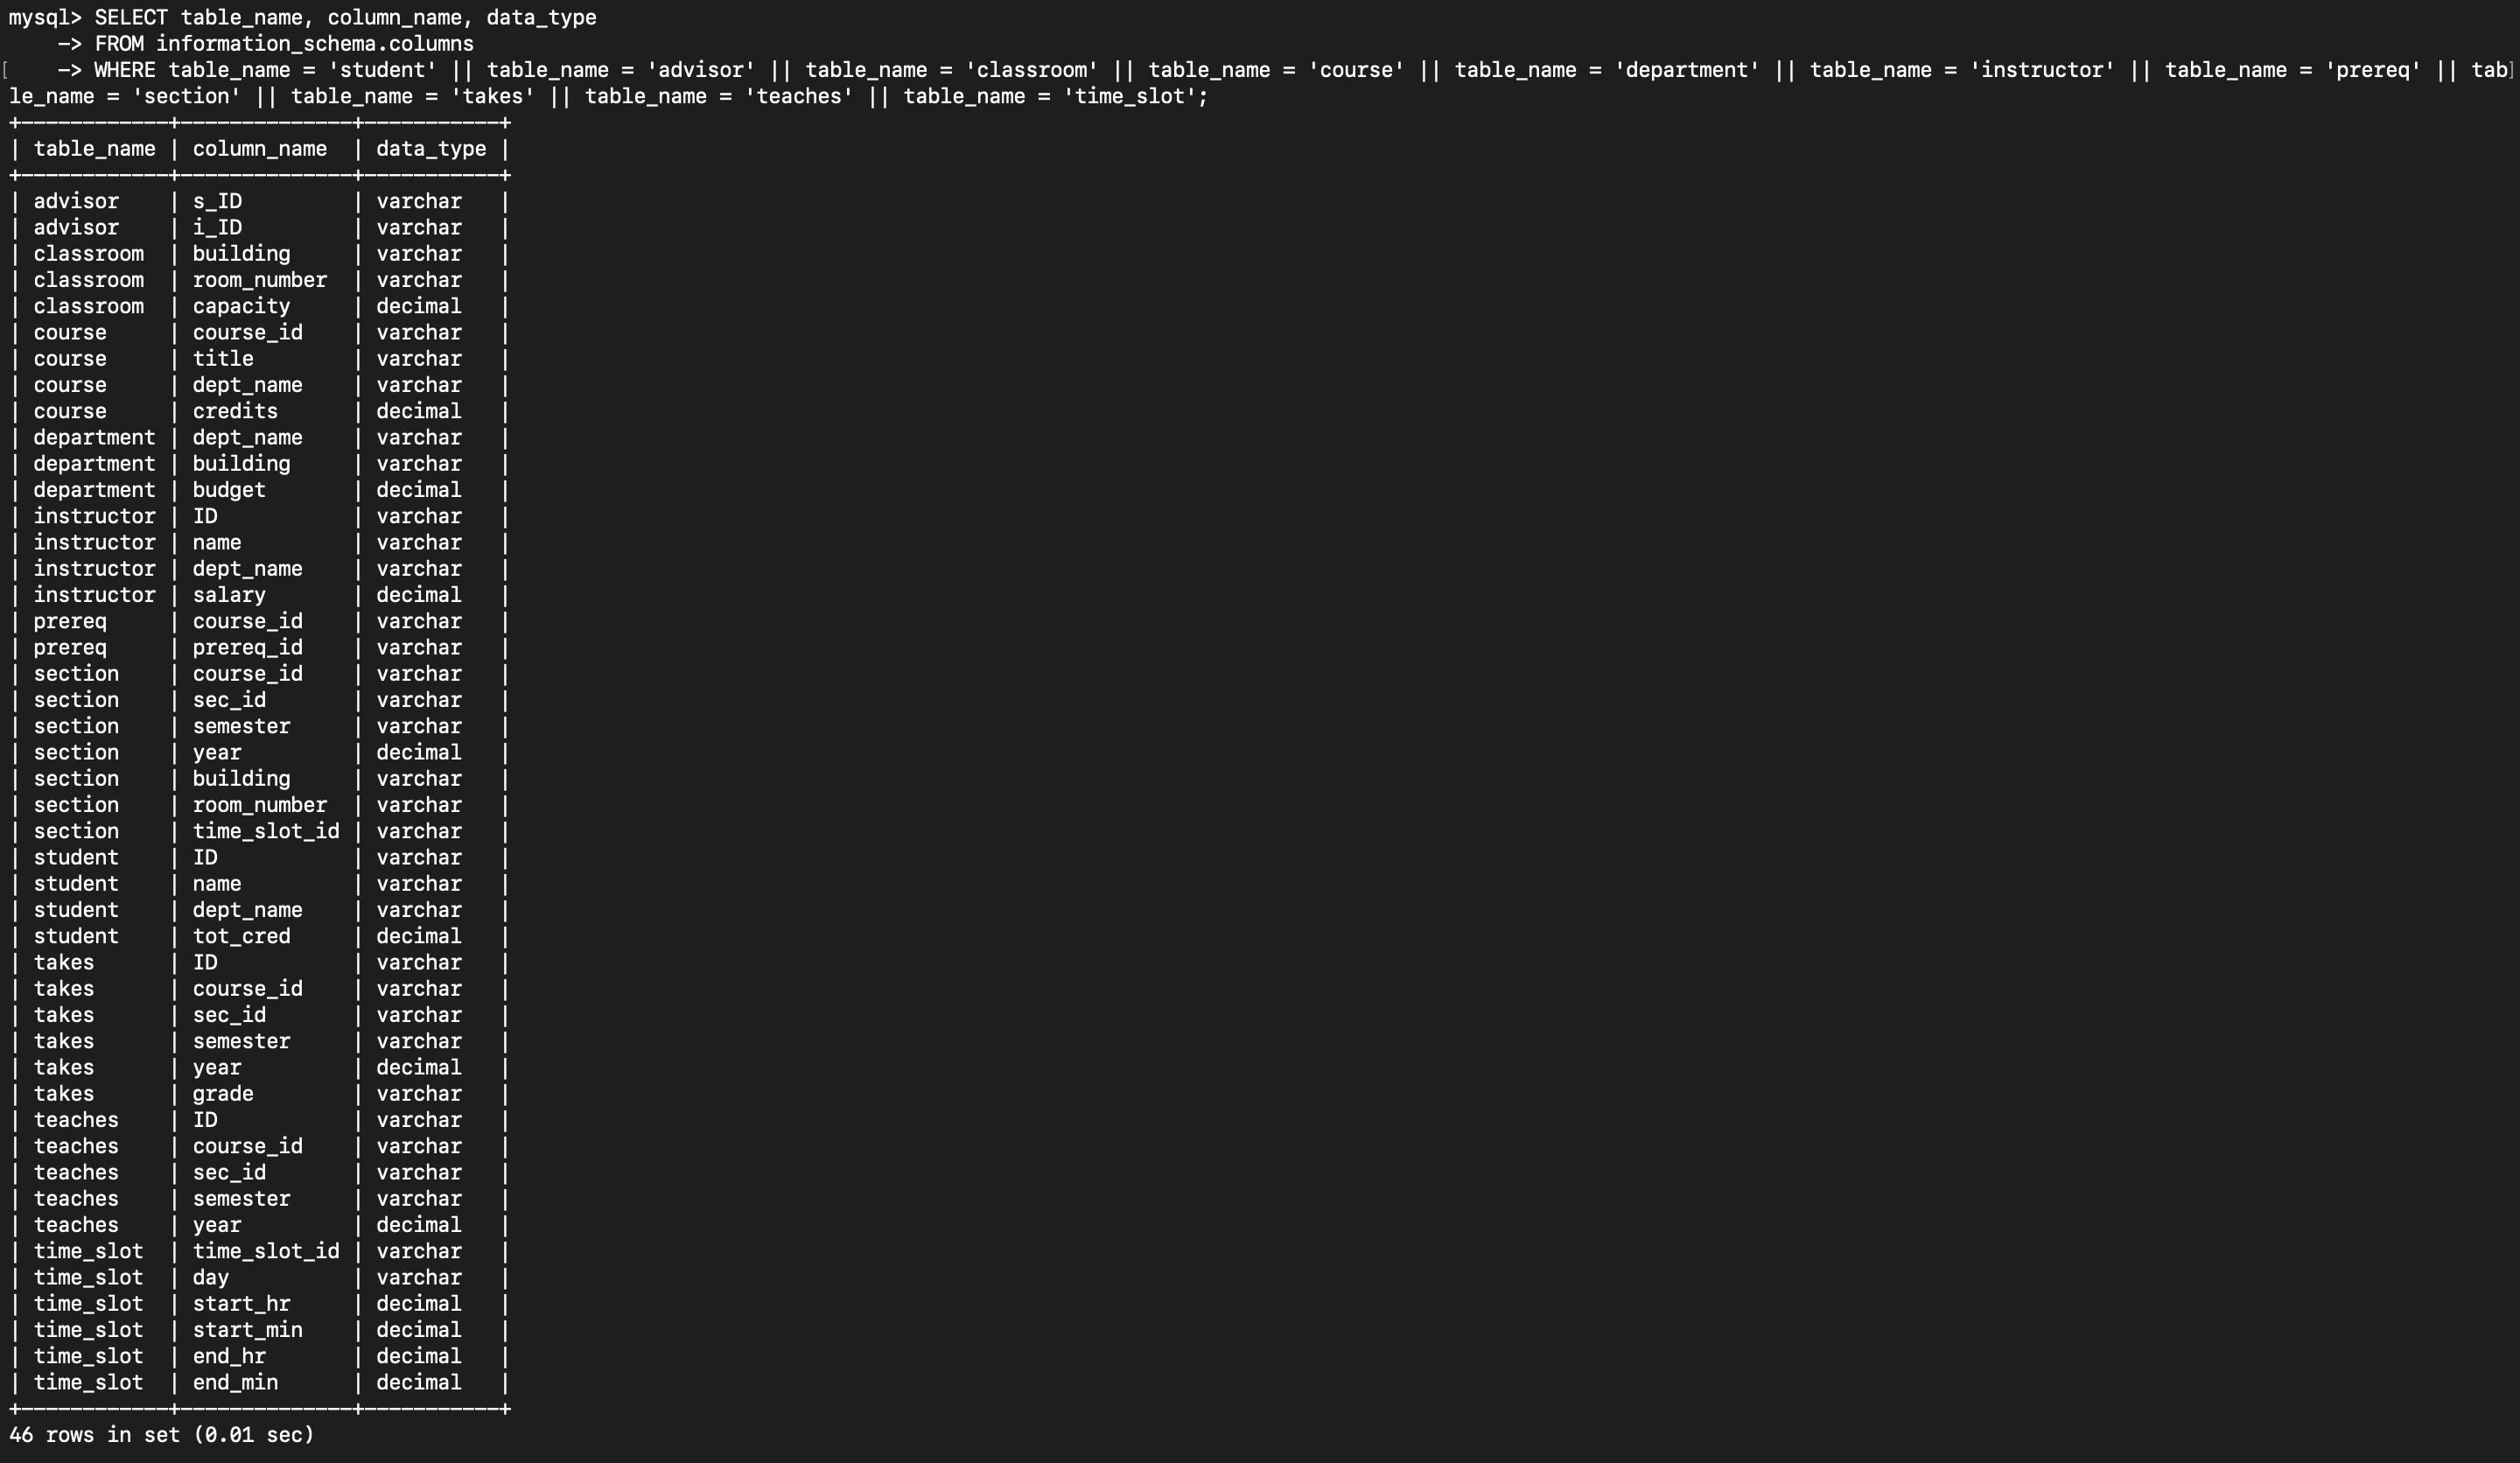 mysql> SELECT table_name, column_name, data_type
    -> FROM information_schema.columns
[    -> WHERE table_name = 'student' || table_name = 'advisor' || table_name = 'classroom' || table_name = 'course' || table_name = 'department' || table_name = 'instructor' || table_name = 'prereq' || tab]
le_name = 'section' || table_name = 'takes' || table_name = 'teaches' || table_name = 'time_slot';
+------------+--------------+-----------+
| table_name | column_name  | data_type |
+------------+--------------+-----------+
| advisor    | s_ID         | varchar   |
| advisor    | i_ID         | varchar   |
| classroom  | building     | varchar   |
| classroom  | room_number  | varchar   |
| classroom  | capacity     | decimal   |
| course     | course_id    | varchar   |
| course     | title        | varchar   |
| course     | dept_name    | varchar   |
| course     | credits      | decimal   |
| department | dept_name    | varchar   |
| department | building     | varchar   |
| department | budget       | decimal   |
| instructor | ID           | varchar   |
| instructor | name         | varchar   |
| instructor | dept_name    | varchar   |
| instructor | salary       | decimal   |
| prereq     | course_id    | varchar   |
| prereq     | prereq_id    | varchar   |
| section    | course_id    | varchar   |
| section    | sec_id       | varchar   |
| section    | semester     | varchar   |
| section    | year         | decimal   |
| section    | building     | varchar   |
| section    | room_number  | varchar   |
| section    | time_slot_id | varchar   |
| student    | ID           | varchar   |
| student    | name         | varchar   |
| student    | dept_name    | varchar   |
| student    | tot_cred     | decimal   |
| takes      | ID           | varchar   |
| takes      | course_id    | varchar   |
| takes      | sec_id       | varchar   |
| takes      | semester     | varchar   |
| takes      | year         | decimal   |
| takes      | grade        | varchar   |
| teaches    | ID           | varchar   |
| teaches    | course_id    | varchar   |
| teaches    | sec_id       | varchar   |
| teaches    | semester     | varchar   |
| teaches    | year         | decimal   |
| time_slot  | time_slot_id | varchar   |
| time_slot  | day          | varchar   |
| time_slot  | start_hr     | decimal   |
| time_slot  | start_min    | decimal   |
| time_slot  | end_hr       | decimal   |
| time_slot  | end_min      | decimal   |
+------------+--------------+-----------+
46 rows in set (0.01 sec)